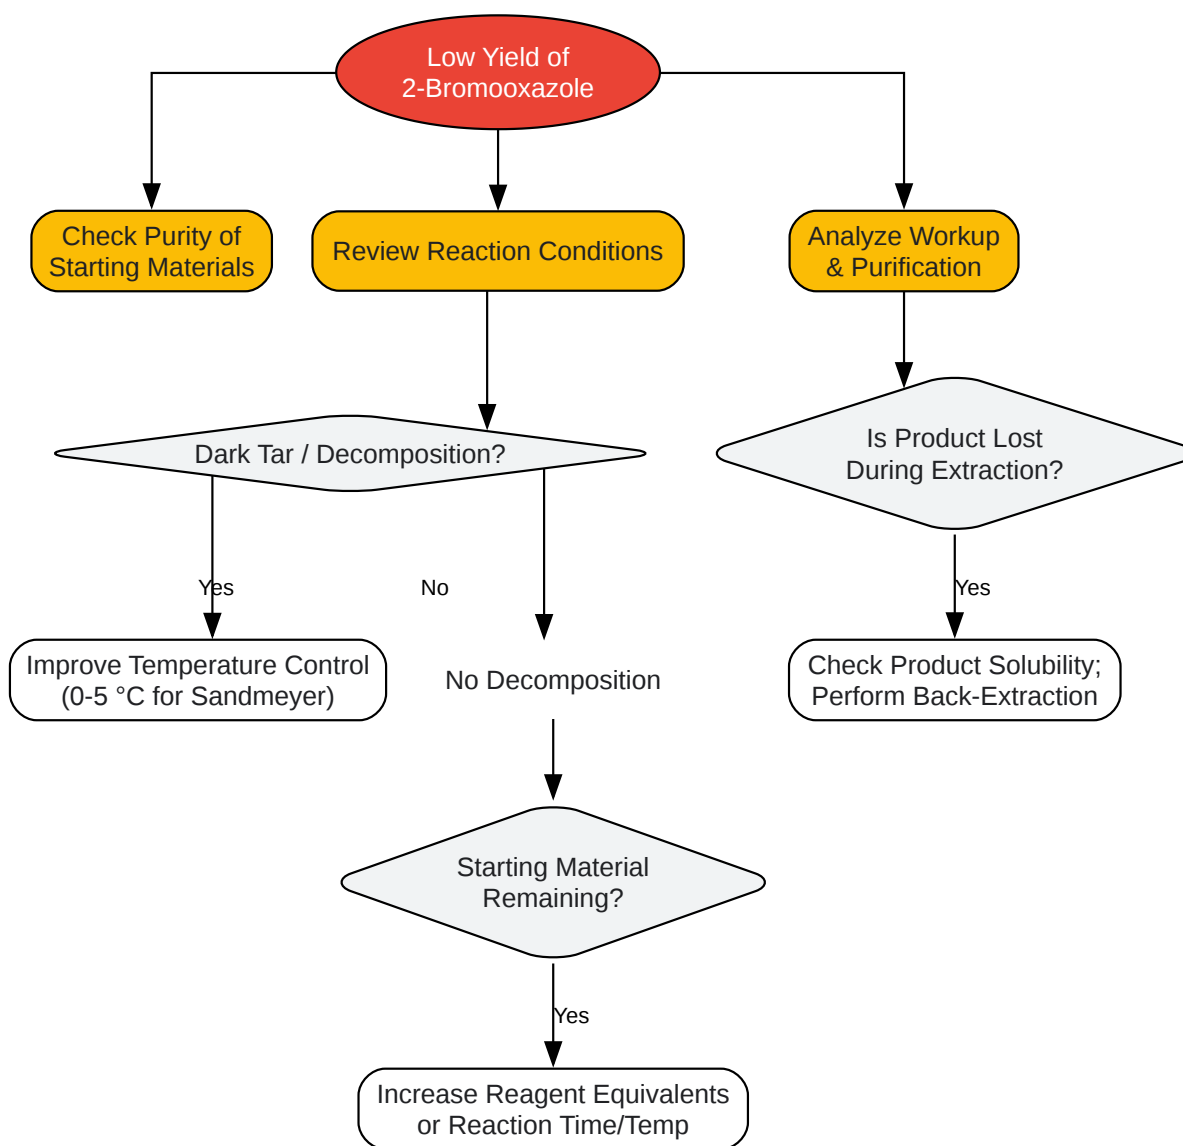 Low Yield of
2-Bromooxazole
Check Purity of
Starting Materials
Review Reaction Conditions
Analyze Workup
& Purification
Dark Tar / Decomposition?
Is Product Lost
During Extraction?
Yes
No
Yes
Improve Temperature Control
(0-5 °C for Sandmeyer)
No Decomposition
Check Product Solubility;
Perform Back-Extraction
Starting Material
Remaining?
Yes
Increase Reagent Equivalents
or Reaction Time/Temp